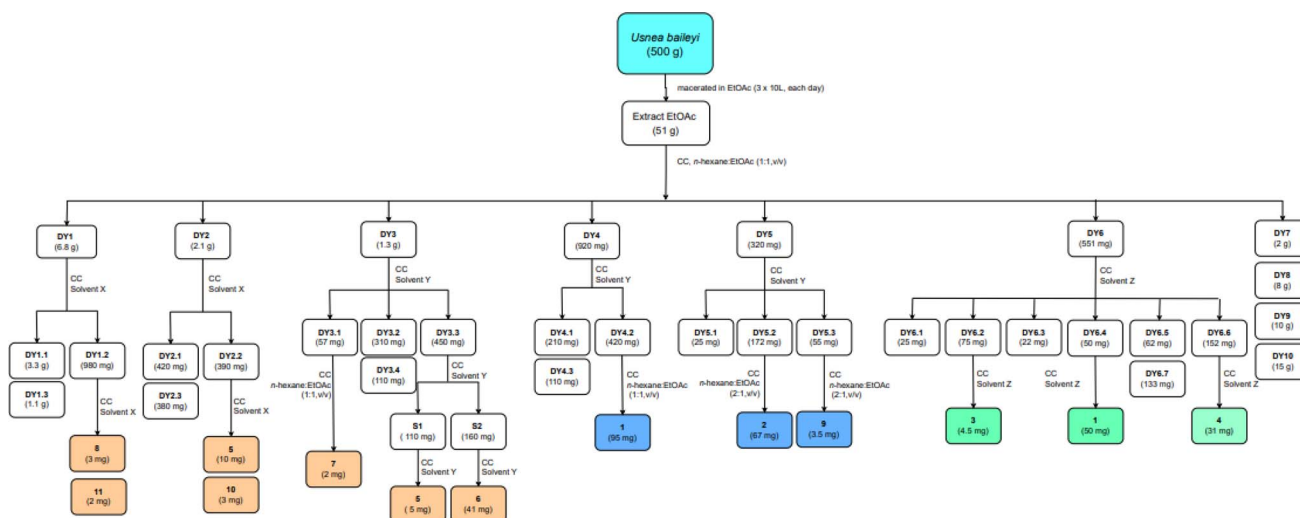 Usnea baileyi
(500 g)
macerated in EtOAc (3 x 10L, each day)
Extract EtOAc
(51 g)
CC, n-hexane:EtOAc (1:1,v/v)
DY1
(6.8 g)
DY2
(2.1 g)
DY3
(1.3 g)
DY4
(920 mg)
DY5
(320 mg)
DY6
(551 mg)
DY7
(2 g)
DY8
(8 g)
DY9
(10 g)
DY10
(15 g)
CC
Solvent X
CC
Solvent X
CC
Solvent Y
CC
Solvent Y
CC
Solvent Y
CC
Solvent Z
DY1.1
(3.3 g)
DY1.2
(980 mg)
DY1.3
(1.1 g)
DY2.1
(420 mg)
DY2.2
(390 mg)
DY2.3
(380 mg)
DY3.1
(57 mg)
DY3.2
(310 mg)
DY3.3
(450 mg)
DY3.4
(110 mg)
DY4.1
(210 mg)
DY4.2
(420 mg)
DY4.3
(110 mg)
DY5.1
(25 mg)
DY5.2
(172 mg)
DY5.3
(55 mg)
DY6.1
(25 mg)
DY6.2
(75 mg)
DY6.3
(22 mg)
DY6.4
(50 mg)
DY6.5
(62 mg)
DY6.6
(152 mg)
DY6.7
(133 mg)
CC
Solvent X
CC
Solvent X
CC
n-hexane:EtOAc
(1:1,v/v)
CC
Solvent Y
CC
n-hexane:EtOAc
(1:1,v/v)
CC
n-hexane:EtOAc
(2:1,v/v)
CC
n-hexane:EtOAc
(2:1,v/v)
CC
Solvent Z
CC
Solvent Z
CC
Solvent Z
S1
( 110 mg)
S2
(160 mg)
CC
Solvent Y
CC
Solvent Y
8
(3 mg)
11
(2 mg)
5
(10 mg)
10
(3 mg)
7
(2 mg)
5
( 5 mg)
6
(41 mg)
1
(95 mg)
2
(67 mg)
9
(3.5 mg)
3
(4.5 mg)
1
(50 mg)
4
(31 mg)